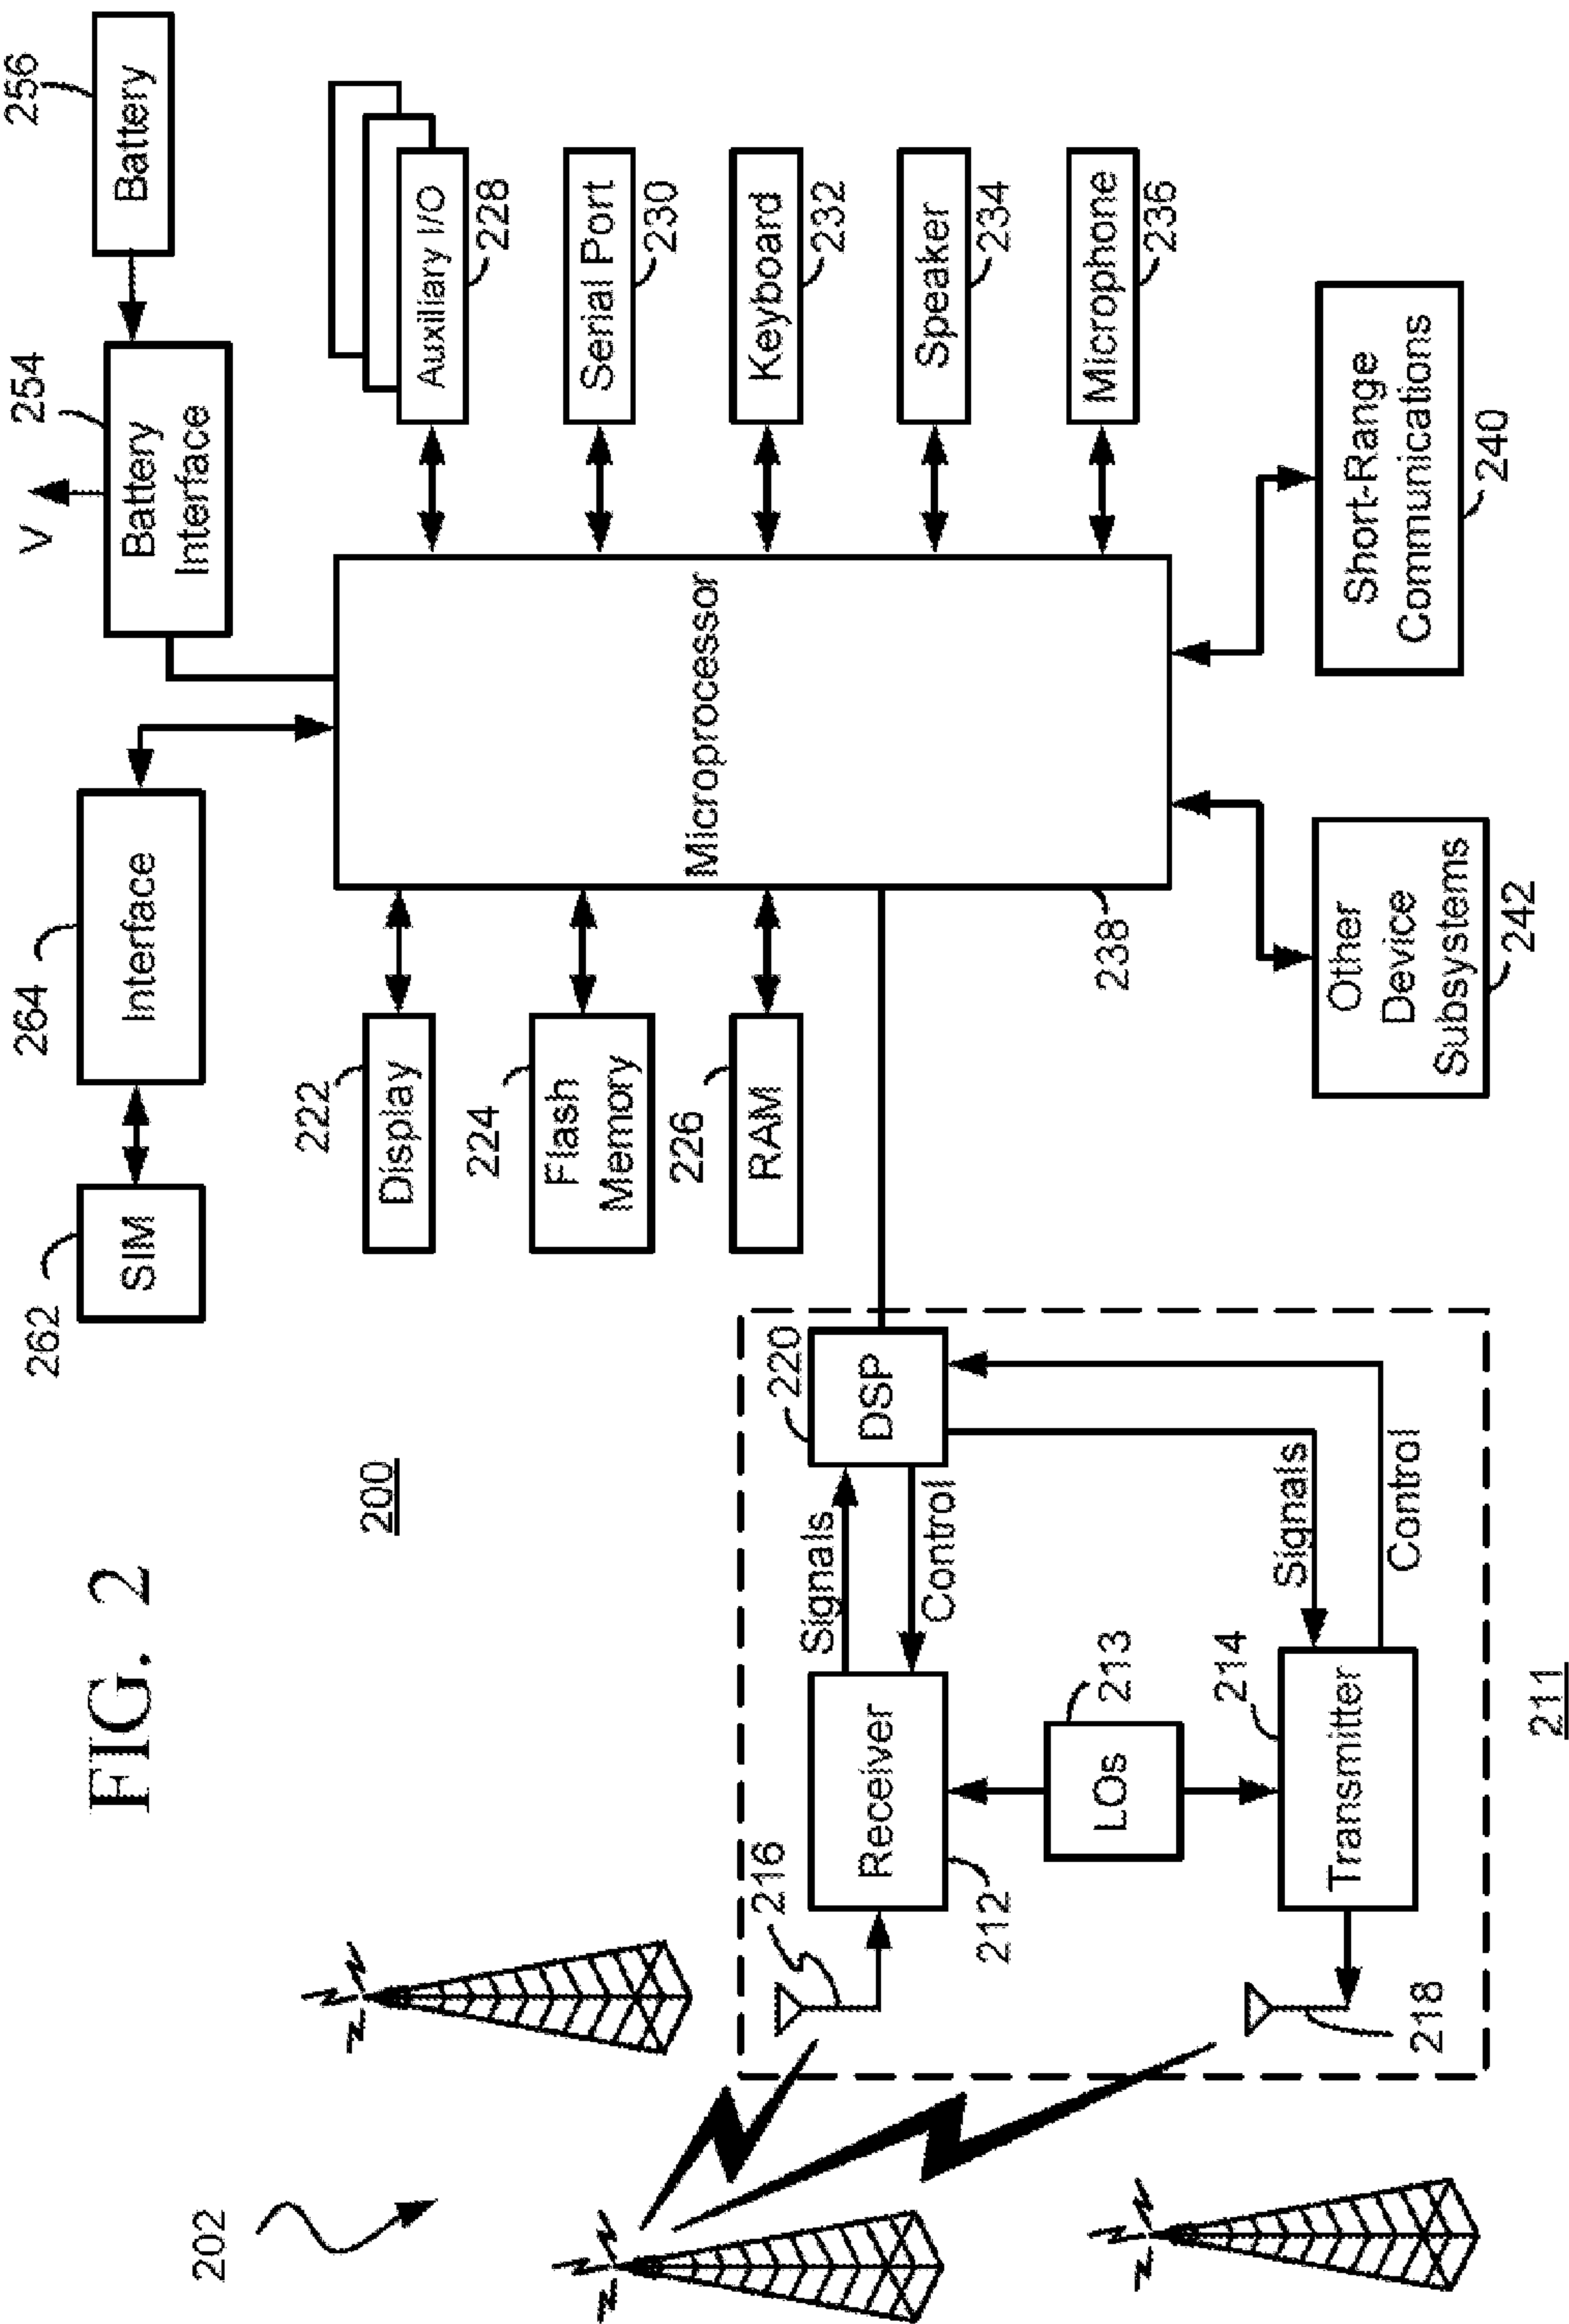 FIG. 2
200
202
262
SIM
264
Interface
V
254
Battery
Interface
256
Battery
222
Display
224
Flash
Memory
226
RAM
Microprocessor
238
Auxiliary I/O
228
Serial Port
230
Keyboard
232
Speaker
234
Microphone
236
Short-Range
Communications
240
Other
Device
Subsystems
242
216
Receiver
212
Signals
Control
220
DSP
LOs
213
214
Transmitter
Signals
Control
218
211